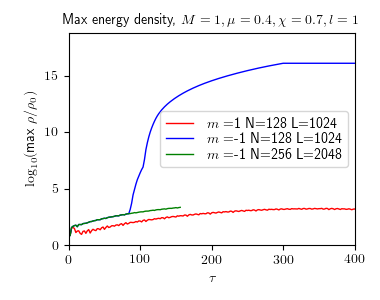 Max energy density, M = 1, μ = 0.4, χ = 0.7, l = 1
log₁₀(max ρ/ρ₀)
15
10
5
0
m =1 N=128 L=1024
m =-1 N=128 L=1024
m =-1 N=256 L=2048
0 100 200 300 400
τ